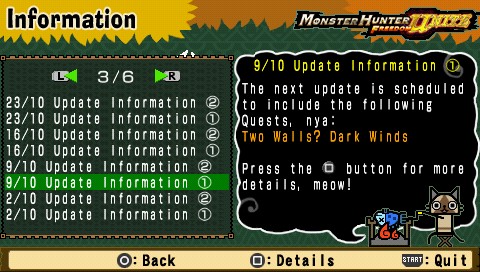 Information
MONSTER HUNTER
FREEDOM UNITE
L 3/6 R
23/10 Update Information ②
23/10 Update Information ①
16/10 Update Information ②
16/10 Update Information ①
9/10 Update Information ②
9/10 Update Information ①
2/10 Update Information ②
2/10 Update Information ①
9/10 Update Information ①
The next update is scheduled
to include the following
Quests, nya:
Two Walls? Dark Winds
Press the □ button for more
details, meow!
○: Back
□: Details
START: Quit